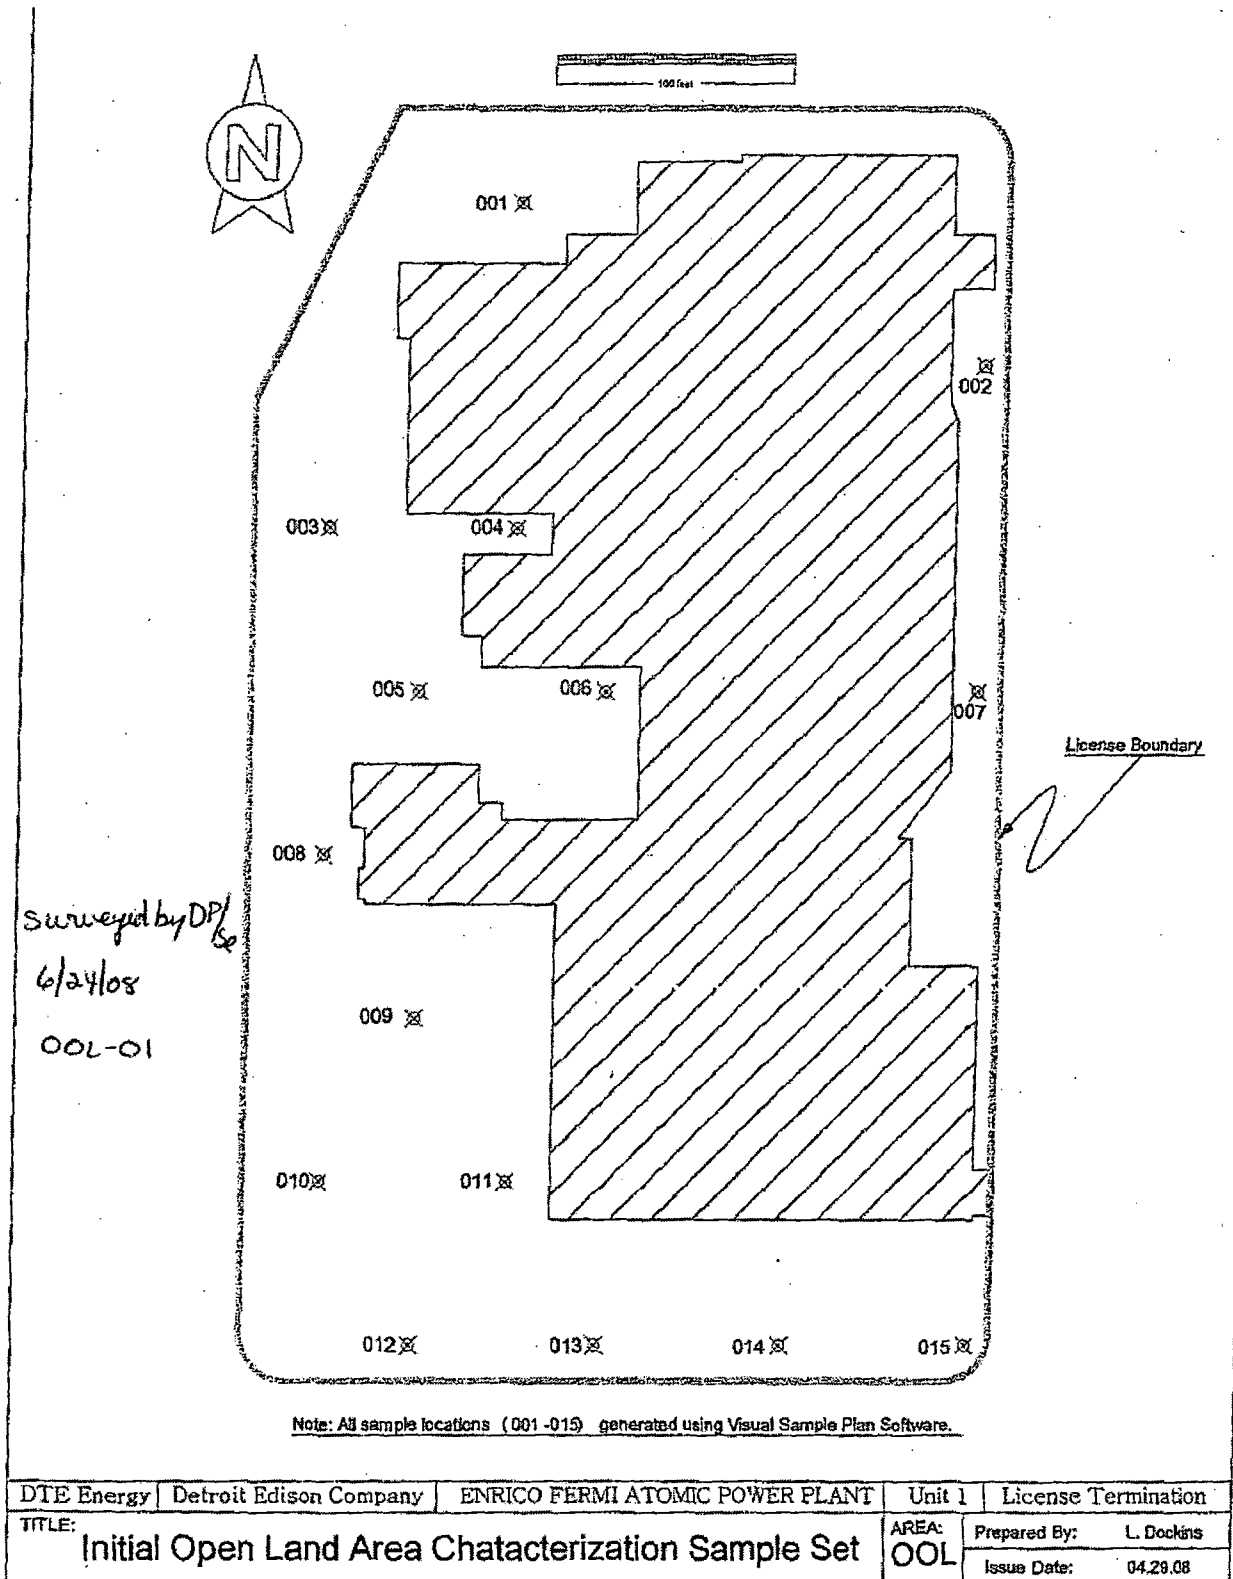 N
100 feet
001
002
003
004
005
006
007
License Boundary
008
Surveyed by DP/
6/24/08
OOL-01
009
010
011
012
013
014
015
Note: All sample locations (001 -015) generated using Visual Sample Plan Software.
DTE Energy Detroit Edison Company ENRICO FERMI ATOMIC POWER PLANT Unit 1 License Termination
TITLE: Initial Open Land Area Chatacterization Sample Set
AREA: OOL
Prepared By: L. Dockins
Issue Date: 04.29.08